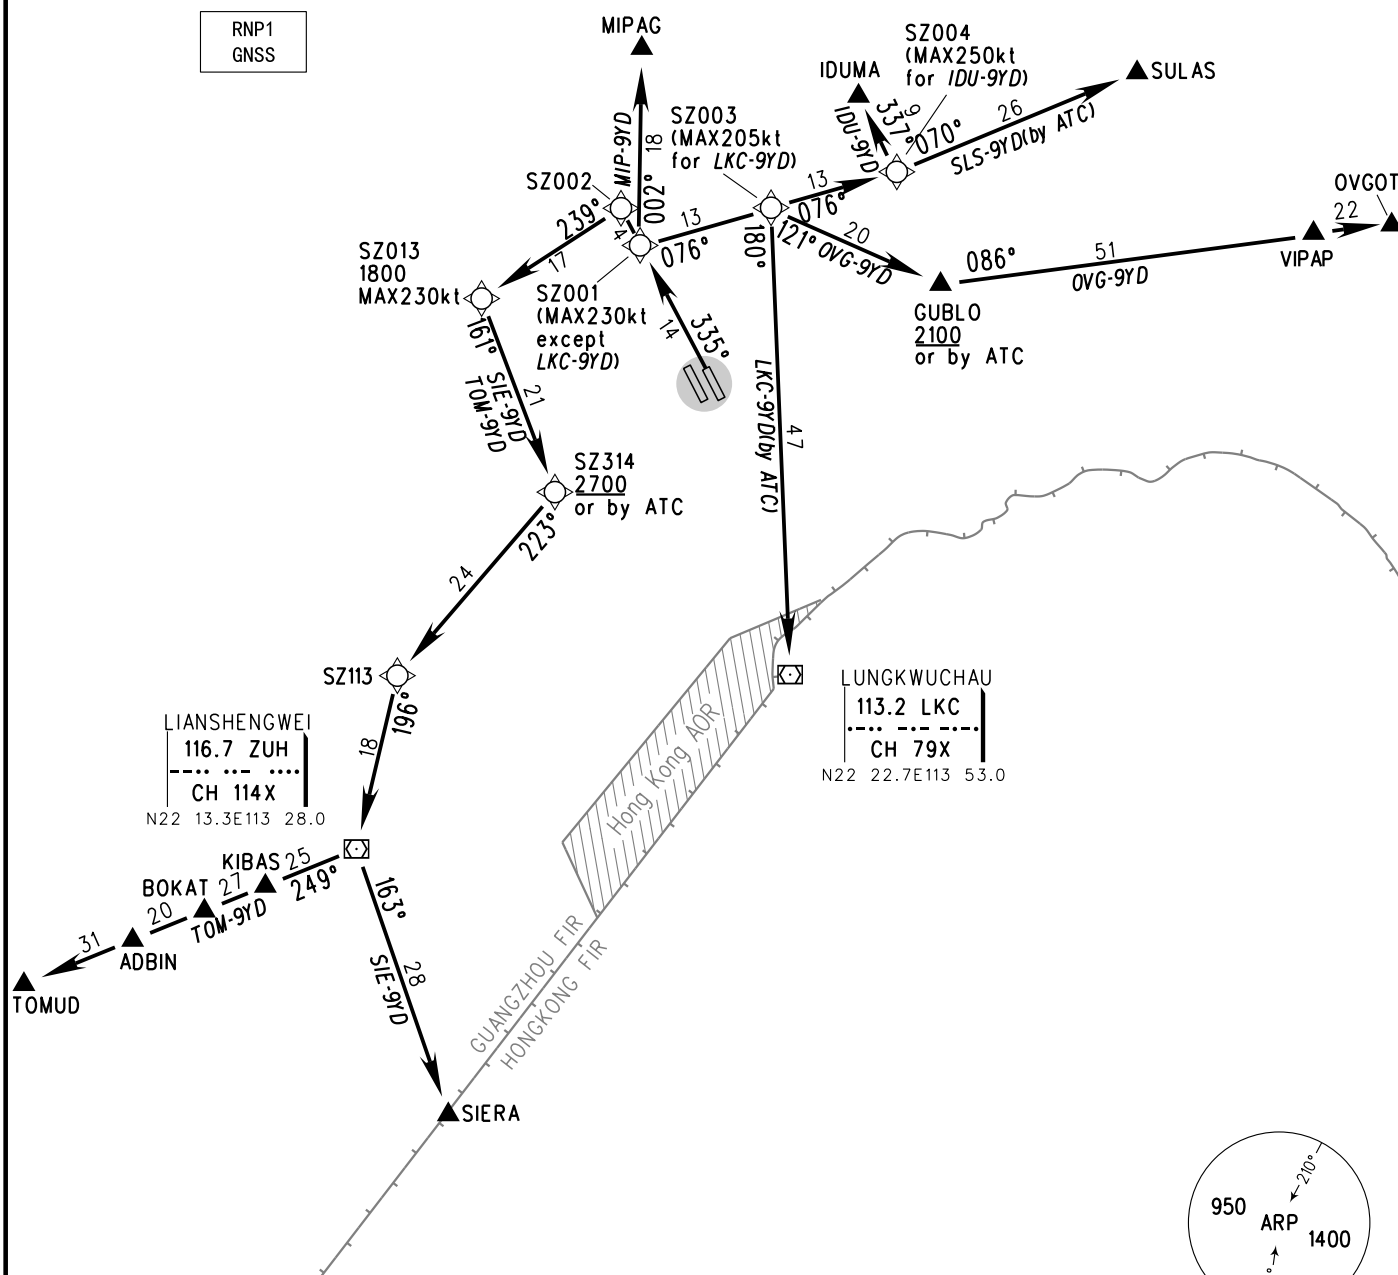 RNP1
GNSS
MIPAG
SZ004
(MAX250kt
for IDU-9YD)
IDUMA
SULAS
SZ003
(MAX205kt
for LKC-9YD)
MIP-9YD
18
002°
IDU-9YD
337°
9
070°
26
SLS-9YD(by ATC)
SZ002
239°
17
4
13
076°
13
076°
180°
121°
20
OVG-9YD
OVGOT
22
VIPAP
086°
51
OVG-9YD
GUBLO
2100
or by ATC
SZ013
1800
MAX230kt
SZ001
(MAX230kt
except
LKC-9YD)
14
335°
161°
21
SIE-9YD
TOM-9YD
LKC-9YD(by ATC)
47
SZ314
2700
or by ATC
223°
24
SZ113
196°
18
LIANSHENGWEI
116.7 ZUH
--·· ··- ····
CH 114X
N22 13.3E113 28.0
LUNGKWUCHAU
113.2 LKC
·-·· -·- -·-·
CH 79X
N22 22.7E113 53.0
Hong Kong AOR
KIBAS
25
249°
BOKAT
27
TOM-9YD
20
ADBIN
31
TOMUD
163°
28
SIE-9YD
GUANGZHOU FIR
HONGKONG FIR
SIERA
210°
950
ARP
1400
°